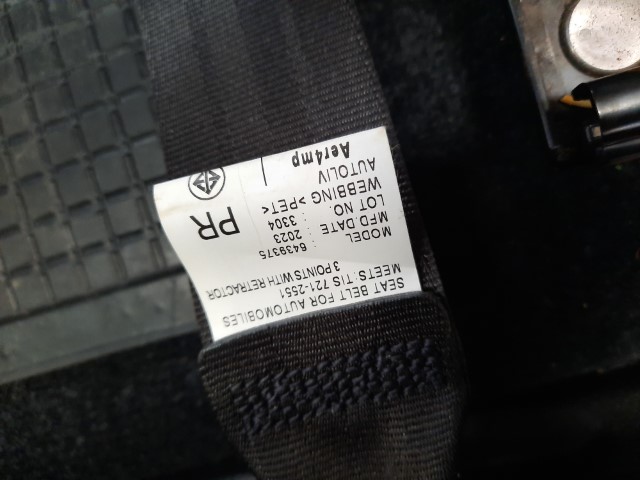 SEAT BELT FOR AUTOMOBILES
MEETS: TIS 721-2551
3 POINTS WITH RETRACTOR
MODEL : 6439375
MFD.DATE : 2023
LOT NO. : 3304
WEBBING >PET<
AUTOLIV
PR
Aer4mp